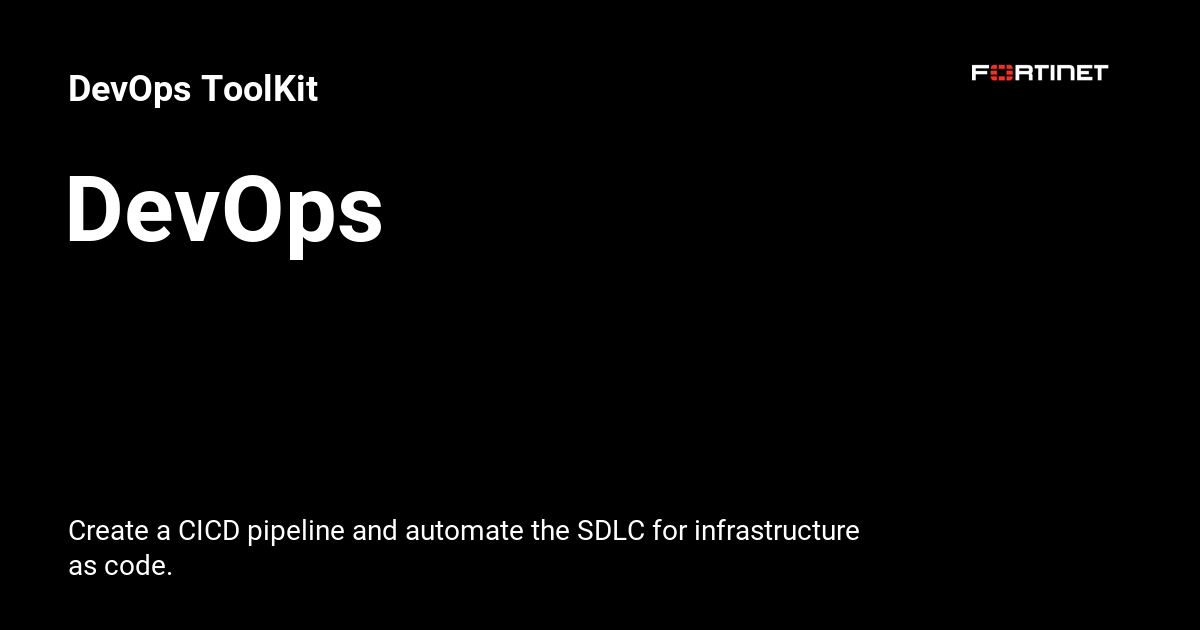 DevOps ToolKit
FORTINET
DevOps
Create a CICD pipeline and automate the SDLC for infrastructure
as code.